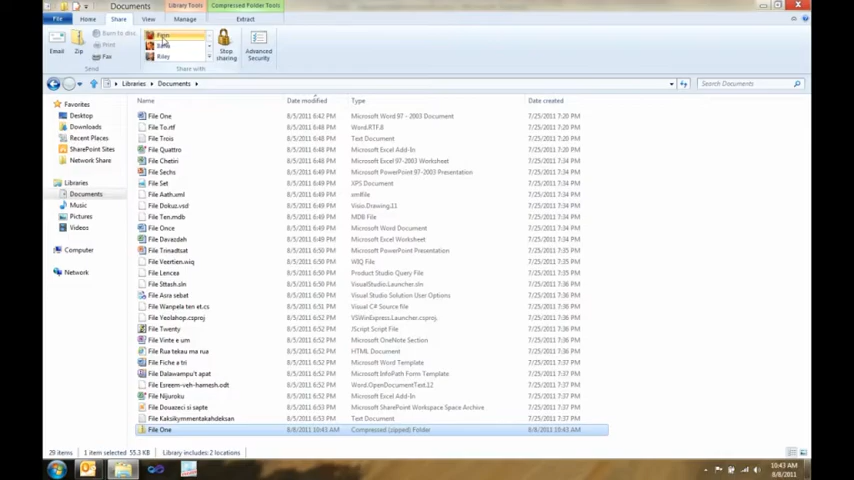 Documents
Library Tools
Compressed Folder Tools
File
Home
Share
View
Manage
Extract
Email
Zip
Burn to disc
Print
Fax
Send
Riley
Share with
Stop sharing
Advanced Security
Libraries
Documents
Search Documents
Favorites
Desktop
Downloads
Recent Places
SharePoint Sites
Network Share
Libraries
Documents
Music
Pictures
Videos
Computer
Network
Name Date modified Type Date created
File One 8/5/2011 6:42 PM Microsoft Word 97 - 2003 Document 7/25/2011 7:20 PM
File To.rtf 8/5/2011 6:48 PM Word.RTF.8 7/25/2011 7:20 PM
File Trois 8/5/2011 6:48 PM Text Document 7/25/2011 7:20 PM
File Quattro 8/5/2011 6:48 PM Microsoft Excel Add-In 7/25/2011 7:34 PM
File Chetiri 8/5/2011 6:48 PM Microsoft Excel 97-2003 Worksheet 7/25/2011 7:34 PM
File Sechs 8/5/2011 6:48 PM Microsoft PowerPoint 97-2003 Presentation 7/25/2011 7:34 PM
File Set 8/5/2011 6:48 PM XPS Document 7/25/2011 7:34 PM
File Aath.xml 8/5/2011 6:49 PM xmlfile 7/25/2011 7:34 PM
File Dokuz.vsd 8/5/2011 6:49 PM Visio.Drawing.11 7/25/2011 7:34 PM
File Ten.mdb 8/5/2011 6:49 PM MDB File 7/25/2011 7:34 PM
File Once 8/5/2011 6:49 PM Microsoft Word Document 7/25/2011 7:34 PM
File Davazdah 8/5/2011 6:49 PM Microsoft Excel Worksheet 7/25/2011 7:34 PM
File Trinadtsat 8/5/2011 6:49 PM Microsoft PowerPoint Presentation 7/25/2011 7:35 PM
File Veertien.wiq 8/5/2011 6:49 PM WIQ File 7/25/2011 7:35 PM
File Lencea 8/5/2011 6:50 PM Product Studio Query File 7/25/2011 7:35 PM
File Sttash.sln 8/5/2011 6:50 PM VisualStudio.Launcher.sln 7/25/2011 7:36 PM
File Asra sebat 8/5/2011 6:50 PM Visual Studio Solution User Options 7/25/2011 7:36 PM
File Wanpela ten et.cs 8/5/2011 6:50 PM Visual C# Source file 7/25/2011 7:36 PM
File Yeolahop.csproj 8/5/2011 6:52 PM VSWinExpress.Launcher.csproj. 7/25/2011 7:36 PM
File Twenty 8/5/2011 6:52 PM JScript Script File 7/25/2011 7:36 PM
File Vinte e um 8/5/2011 6:52 PM Microsoft OneNote Section 7/25/2011 7:36 PM
File Rua tekau ma rua 8/5/2011 6:52 PM HTML Document 7/25/2011 7:36 PM
File Fiche a tri 8/5/2011 6:52 PM Microsoft Word Template 7/25/2011 7:37 PM
File Dalawampu't apat 8/5/2011 6:52 PM Microsoft InfoPath Form Template 7/25/2011 7:37 PM
File Esreem-veh-hamesh.odt 8/5/2011 6:52 PM Word.OpenDocumentText.12 7/25/2011 7:37 PM
File Nijuroku 8/5/2011 6:52 PM Microsoft Excel Add-In 7/25/2011 7:37 PM
File Douazeci si sapte 8/5/2011 6:52 PM Microsoft SharePoint Workspace Space Archive 7/25/2011 7:37 PM
File Kaksikymmentakahdeksan 8/5/2011 6:52 PM Text Document 7/25/2011 7:37 PM
File One 8/8/2011 10:43 AM Compressed (zipped) Folder 8/8/2011 10:43 AM
29 items 1 item selected 55.3 KB Library includes: 2 locations
10:43 AM
8/8/2011